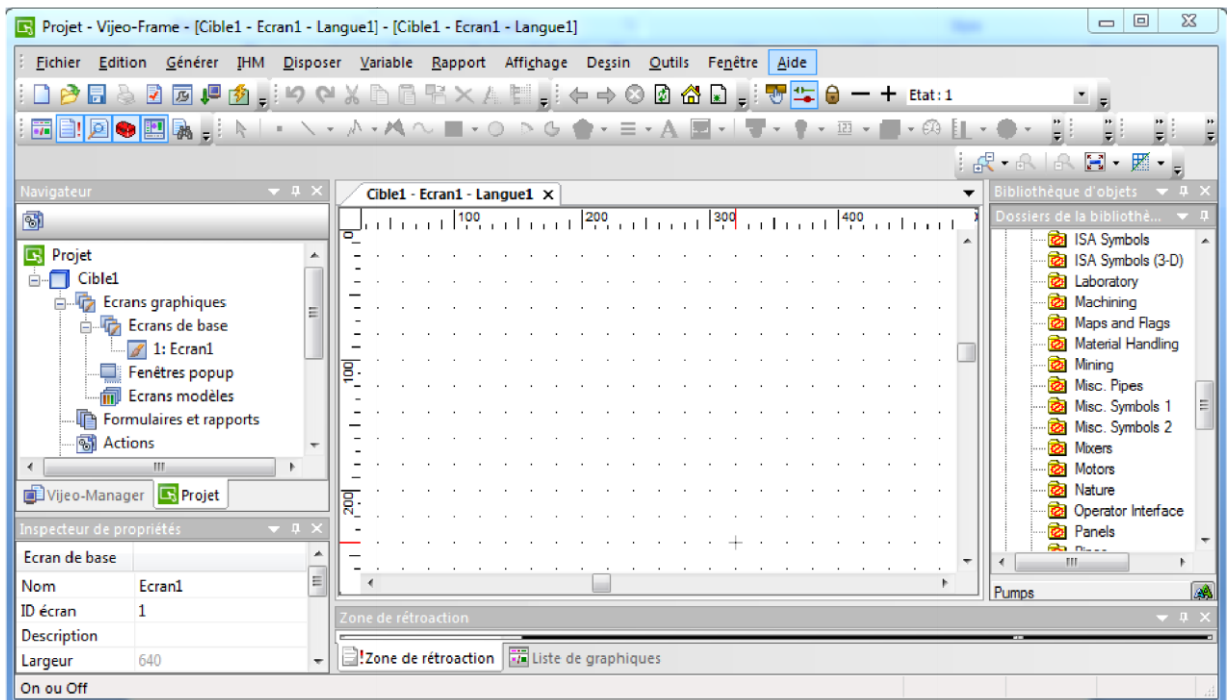 Projet - Vijeo-Frame - [Cible1 - Ecran1 - Langue1] - [Cible1 - Ecran1 - Langue1]
Fichier Edition Générer IHM Disposer Variable Rapport Affichage Dessin Outils Fenêtre Aide
Etat: 1
Navigateur
Projet
Cible1
Ecrans graphiques
Ecrans de base
1: Ecran1
Fenêtres popup
Ecrans modèles
Formulaires et rapports
Actions
Vijeo-Manager Projet
Inspecteur de propriétés
Ecran de base
Nom Ecran1
ID écran 1
Description
Largeur 640
On ou Off
Cible1 - Ecran1 - Langue1
100 200 300 400
0
100
200
Zone de rétroaction
Zone de rétroaction Liste de graphiques
Bibliothèque d'objets
Dossiers de la bibliothè...
ISA Symbols
ISA Symbols (3-D)
Laboratory
Machining
Maps and Flags
Material Handling
Mining
Misc. Pipes
Misc. Symbols 1
Misc. Symbols 2
Mixers
Motors
Nature
Operator Interface
Panels
Pumps